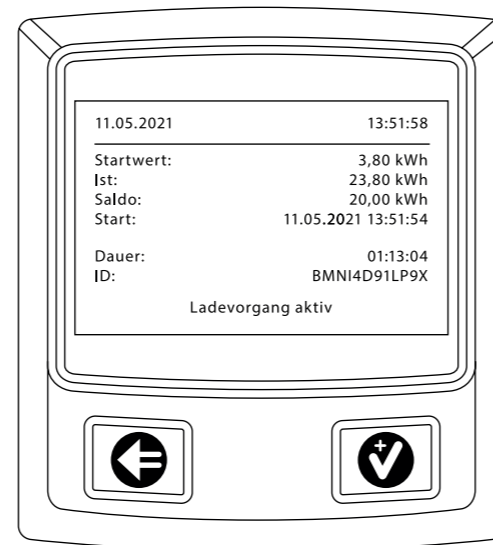 11.05.2021 13:51:58
Startwert: 3,80 kWh
Ist: 23,80 kWh
Saldo: 20,00 kWh
Start: 11.05.2021 13:51:54
Dauer: 01:13:04
ID: BMNI4D91LP9X
Ladevorgang aktiv